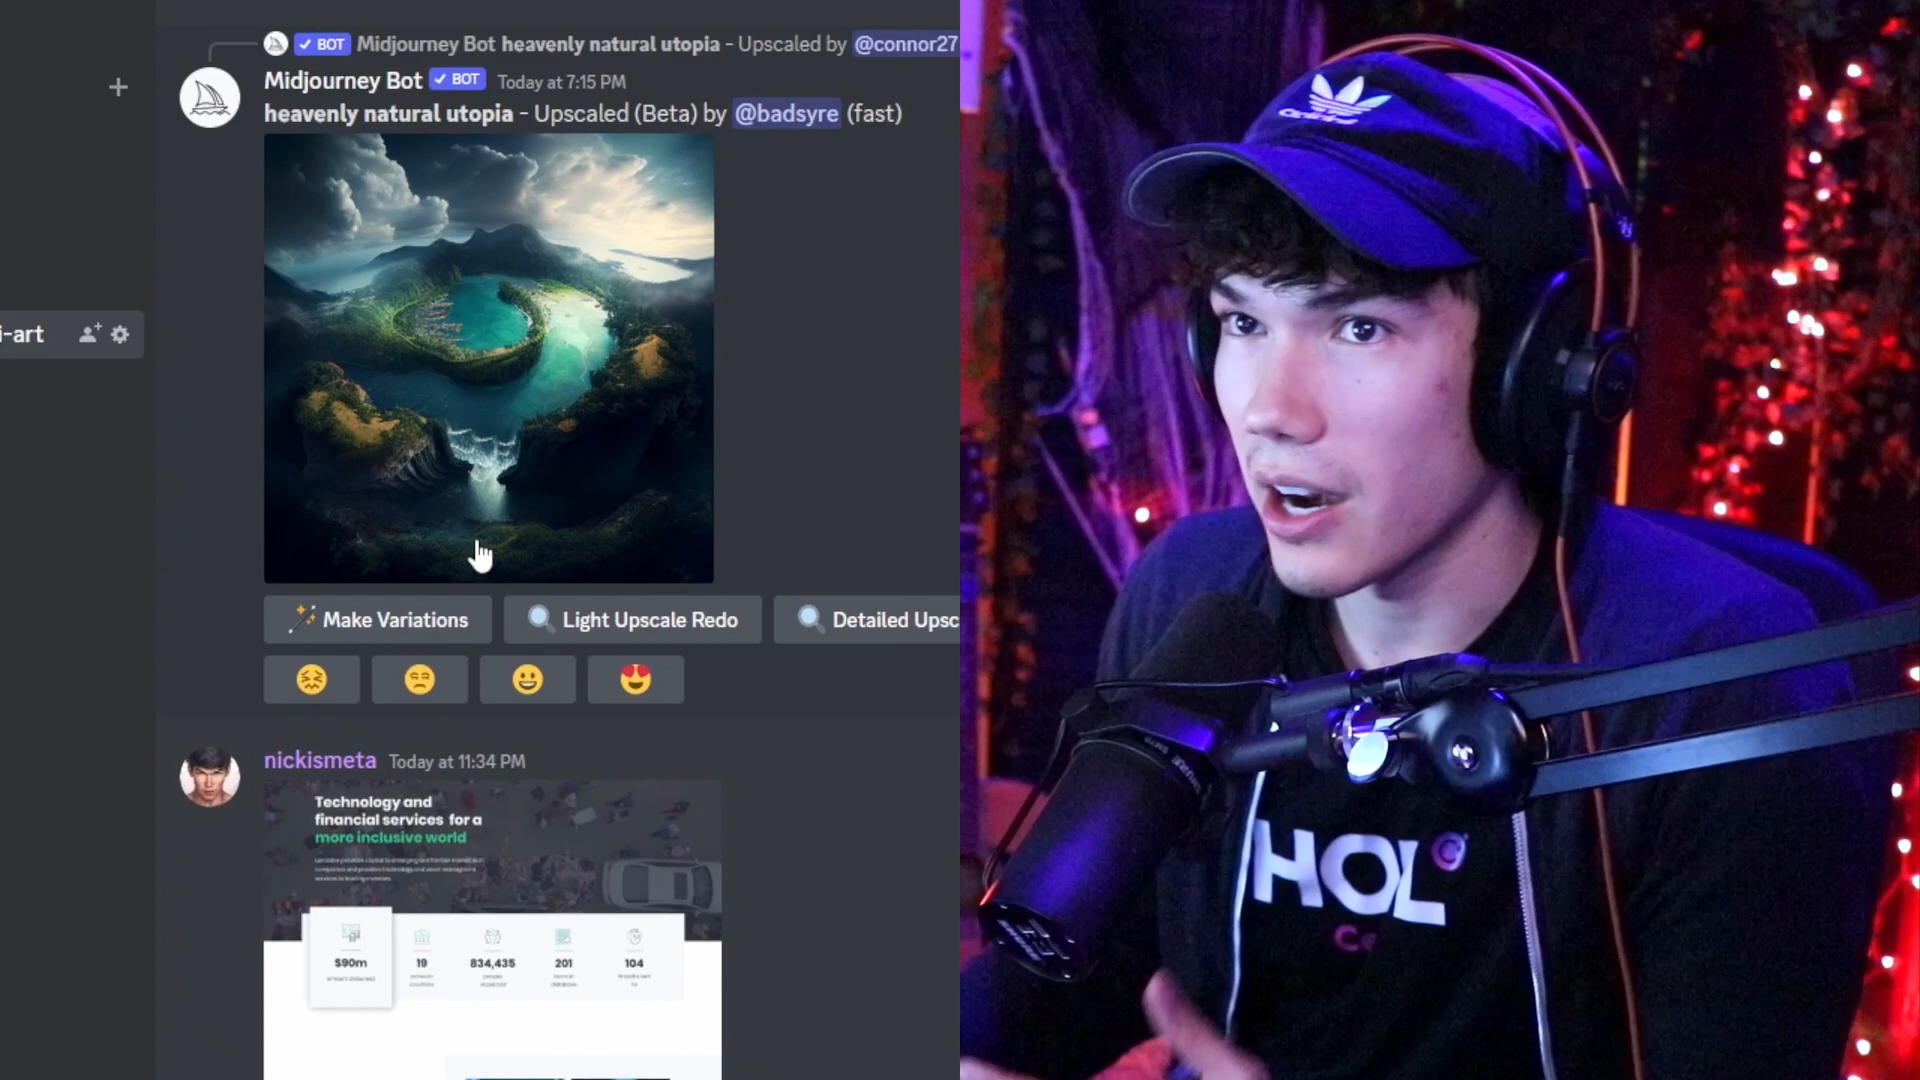 BOT Midjourney Bot heavenly natural utopia - Upscaled by @connor27
Midjourney Bot BOT Today at 7:15 PM
heavenly natural utopia - Upscaled (Beta) by @badsyre (fast)
i-art
Make Variations
Light Upscale Redo
Detailed Upsc
nickismeta Today at 11:34 PM
Technology and
financial services for a
more inclusive world
$90m
19
834,435
201
104
adidas
HOL